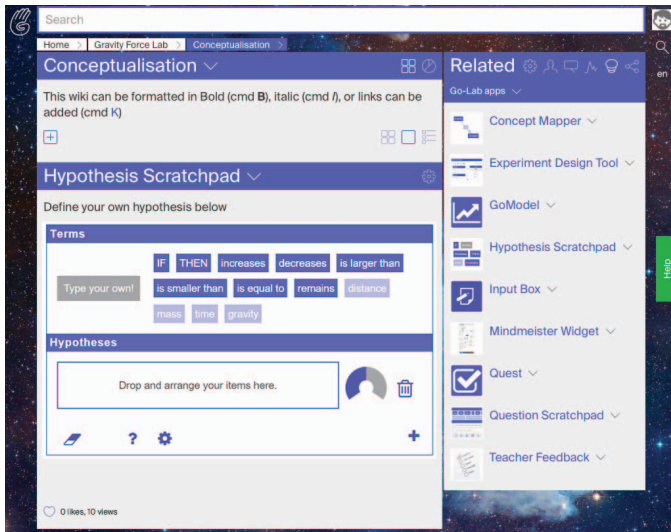 Search
Home > Gravity Force Lab > Conceptualisation
Conceptualisation
This wiki can be formatted in Bold (cmd B), italic (cmd I), or links can be
added (cmd K)
Hypothesis Scratchpad
Define your own hypothesis below
Terms
Type your own!
IF THEN increases decreases is larger than
is smaller than is equal to remains distance
mass time gravity
Hypotheses
Drop and arrange your items here.
?
0 likes, 10 views
Related
Go-Lab apps
Concept Mapper
Experiment Design Tool
GoModel
Hypothesis Scratchpad
Input Box
Mindmeister Widget
Quest
Question Scratchpad
Teacher Feedback
en
Help